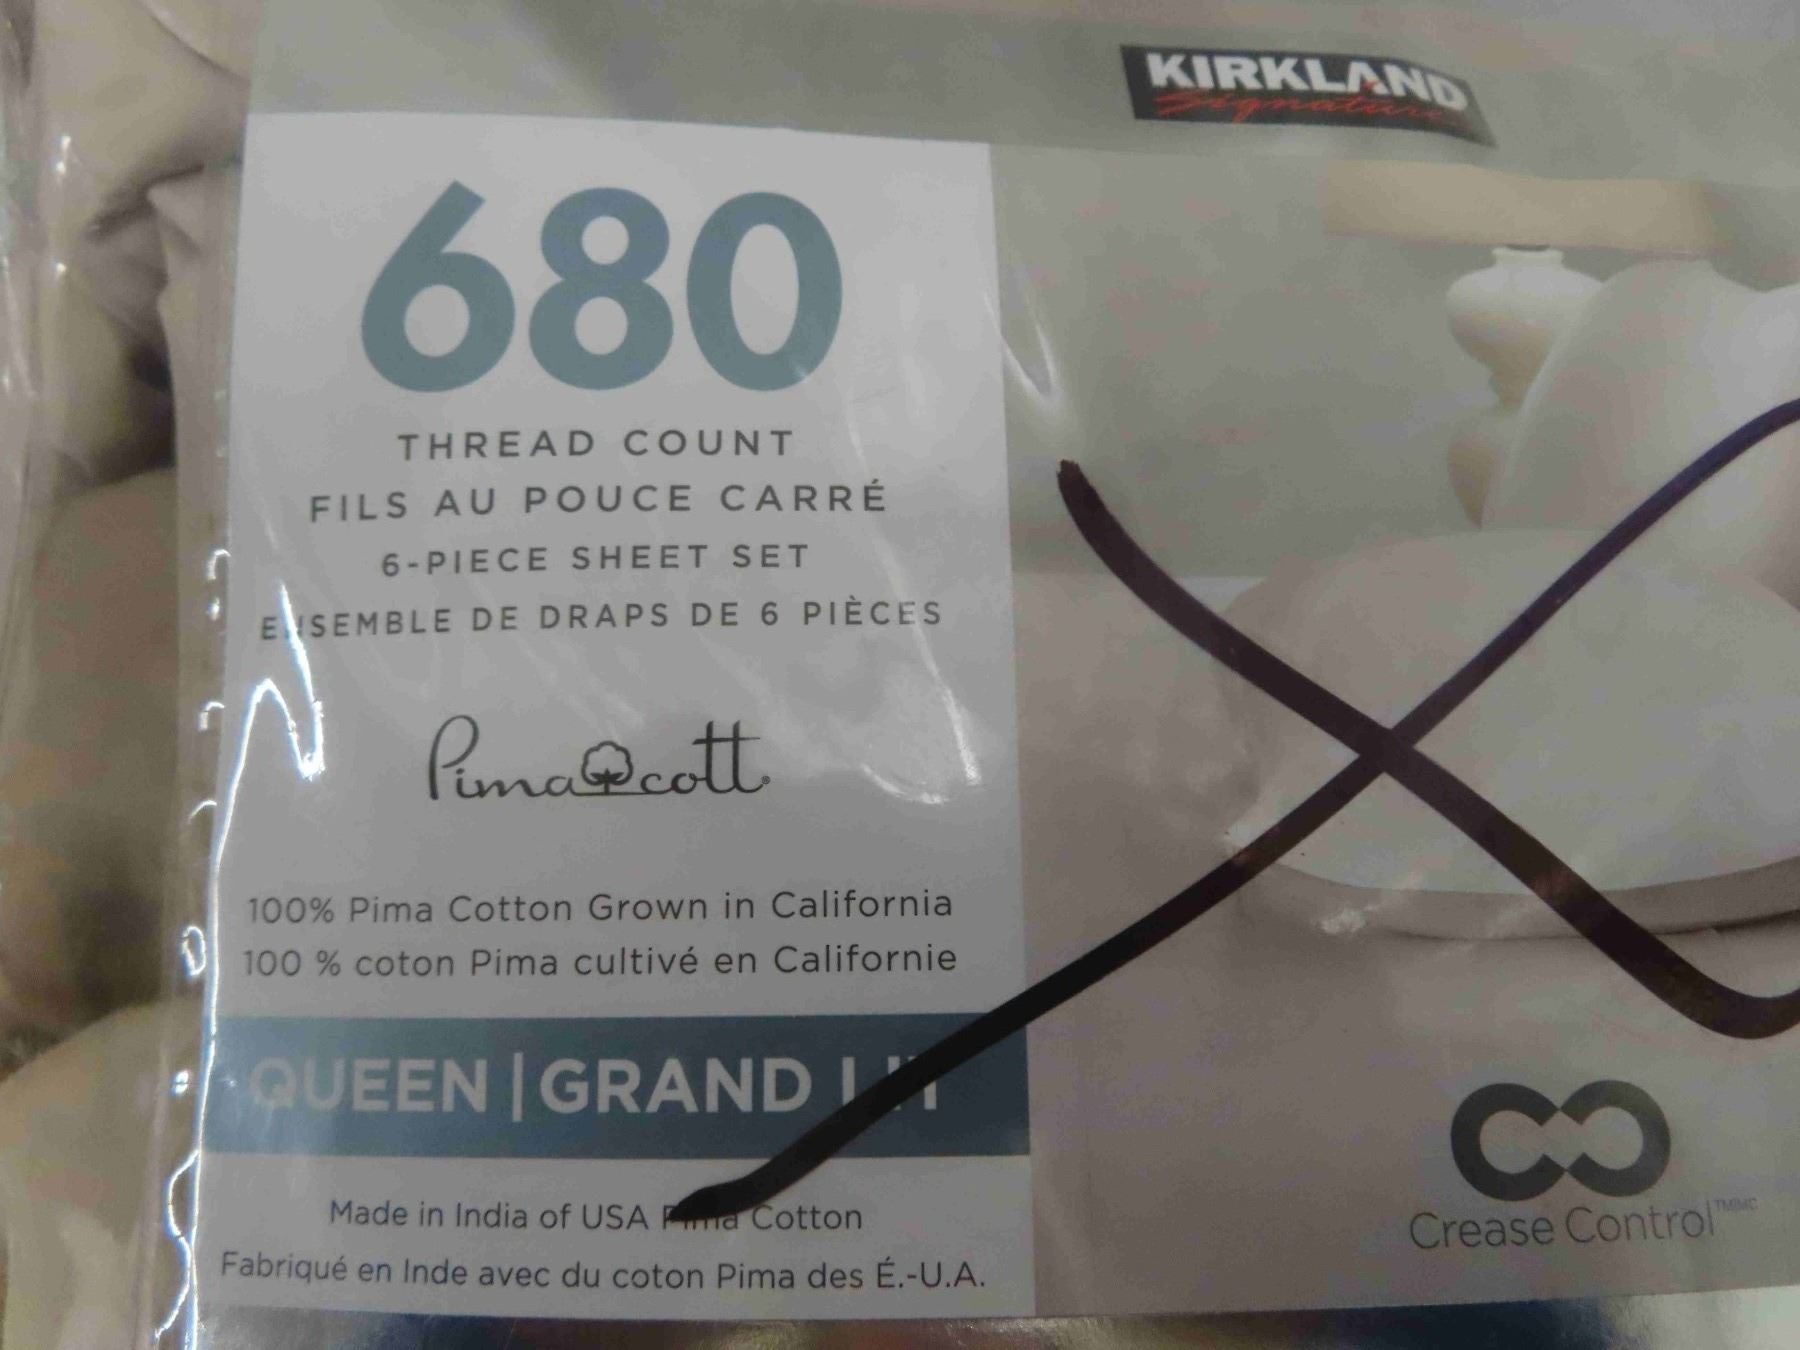 KIRKLAND
Signature
680
THREAD COUNT
FILS AU POUCE CARRÉ
6-PIECE SHEET SET
ENSEMBLE DE DRAPS DE 6 PIÈCES
Pima cott®
100% Pima Cotton Grown in California
100 % coton Pima cultivé en Californie
QUEEN | GRAND LIT
Made in India of USA Pima Cotton
Fabriqué en Inde avec du coton Pima des É.-U.A.
Crease Control™/MC